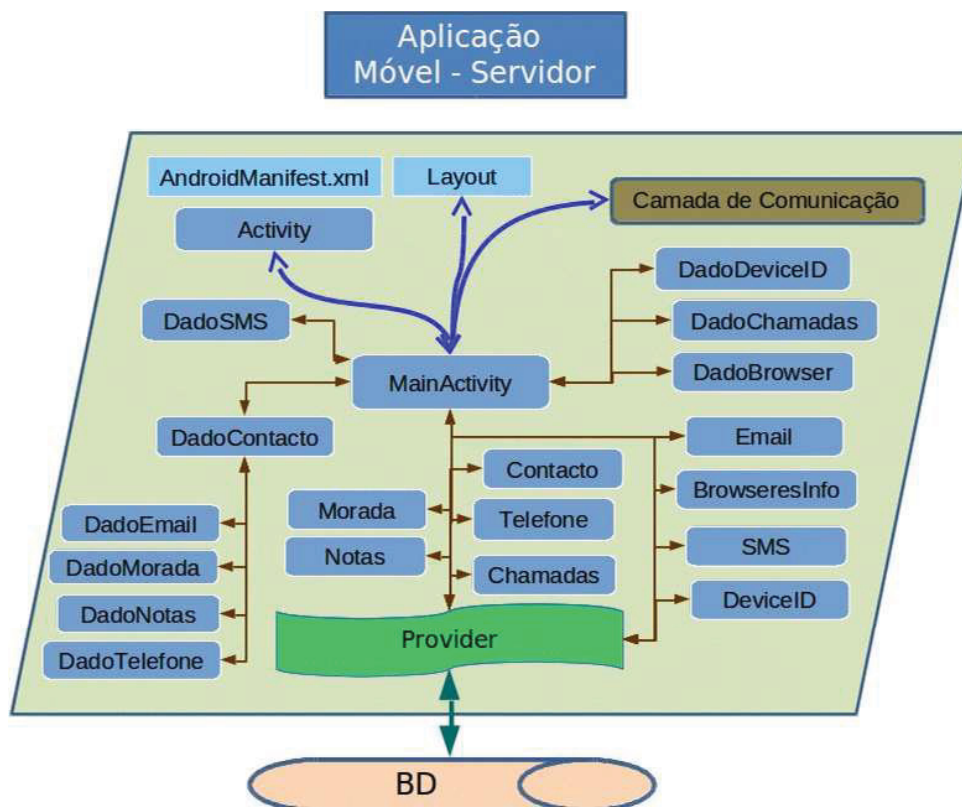 Aplicação
Móvel - Servidor
AndroidManifest.xml
Layout
Camada de Comunicação
Activity
DadoDeviceID
DadoSMS
DadoChamadas
MainActivity
DadoBrowser
DadoContacto
Email
Contacto
BrowseresInfo
Morada
Telefone
DadoEmail
SMS
Notas
DadoMorada
Chamadas
DeviceID
DadoNotas
Provider
DadoTelefone
BD